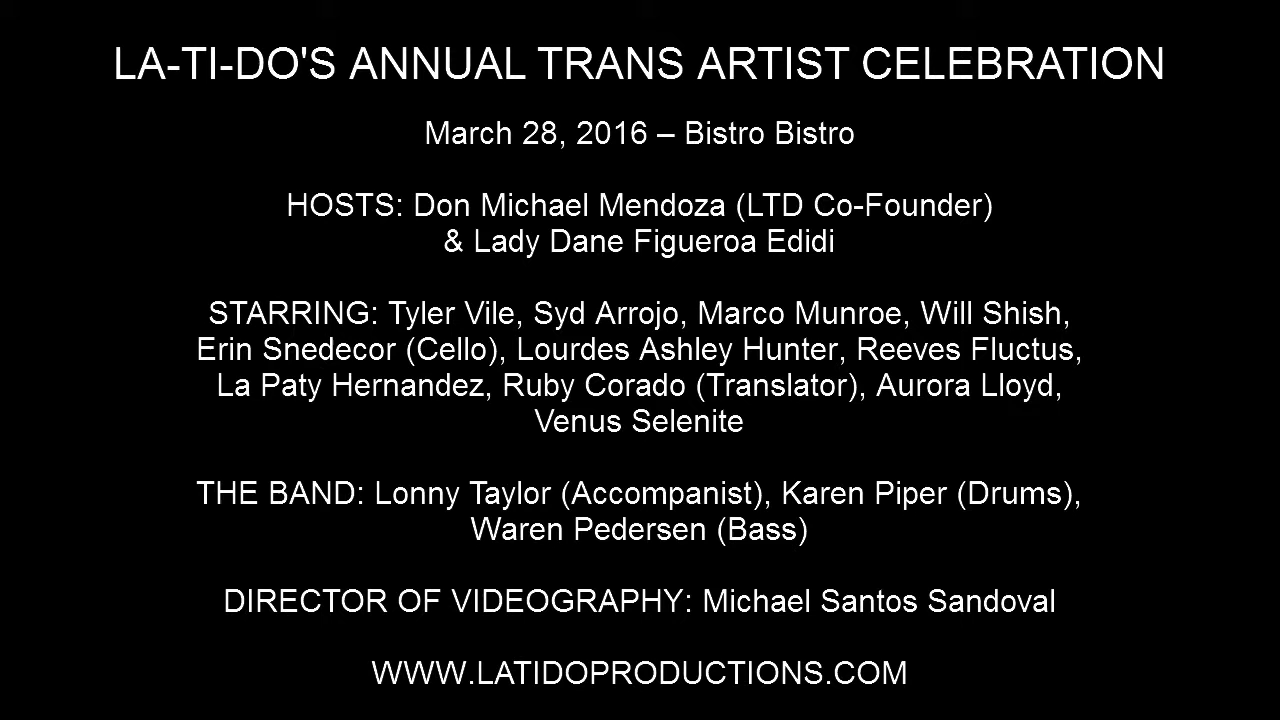 LA-TI-DO'S ANNUAL TRANS ARTIST CELEBRATION
March 28, 2016 – Bistro Bistro
HOSTS: Don Michael Mendoza (LTD Co-Founder)
& Lady Dane Figueroa Edidi
STARRING: Tyler Vile, Syd Arrojo, Marco Munroe, Will Shish,
Erin Snedecor (Cello), Lourdes Ashley Hunter, Reeves Fluctus,
La Paty Hernandez, Ruby Corado (Translator), Aurora Lloyd,
Venus Selenite
THE BAND: Lonny Taylor (Accompanist), Karen Piper (Drums),
Waren Pedersen (Bass)
DIRECTOR OF VIDEOGRAPHY: Michael Santos Sandoval
WWW.LATIDOPRODUCTIONS.COM